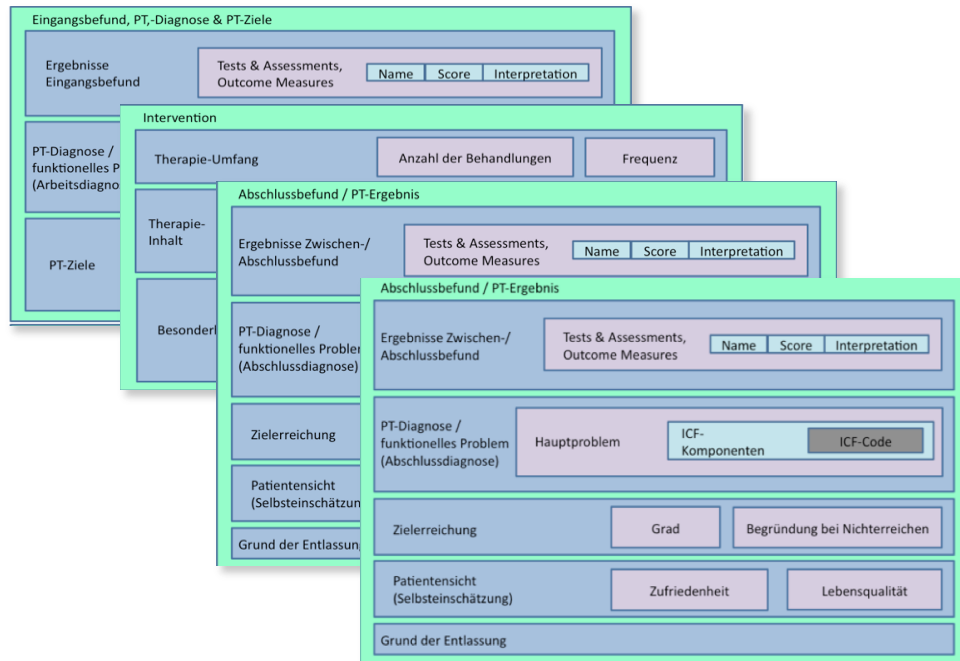 Eingangsbefund, PT,-Diagnose & PT-Ziele
Ergebnisse
Eingangsbefund
Tests & Assessments,
Outcome Measures
Name
Score
Interpretation
PT-Diagnose /
funktionelles P
(Arbeitsdiagno
PT-Ziele
Intervention
Therapie-Umfang
Anzahl der Behandlungen
Frequenz
Therapie-
Inhalt
Besonder
Abschlussbefund / PT-Ergebnis
Ergebnisse Zwischen-/
Abschlussbefund
Tests & Assessments,
Outcome Measures
Name
Score
Interpretation
PT-Diagnose /
funktionelles Problem
(Abschlussdiagnose)
Zielerreichung
Patientensicht
(Selbsteinschätzun
Grund der Entlassung
Abschlussbefund / PT-Ergebnis
Ergebnisse Zwischen-/
Abschlussbefund
Tests & Assessments,
Outcome Measures
Name
Score
Interpretation
PT-Diagnose /
funktionelles Problem
(Abschlussdiagnose)
Hauptproblem
ICF-
Komponenten
ICF-Code
Zielerreichung
Grad
Begründung bei Nichterreichen
Patientensicht
(Selbsteinschätzung)
Zufriedenheit
Lebensqualität
Grund der Entlassung